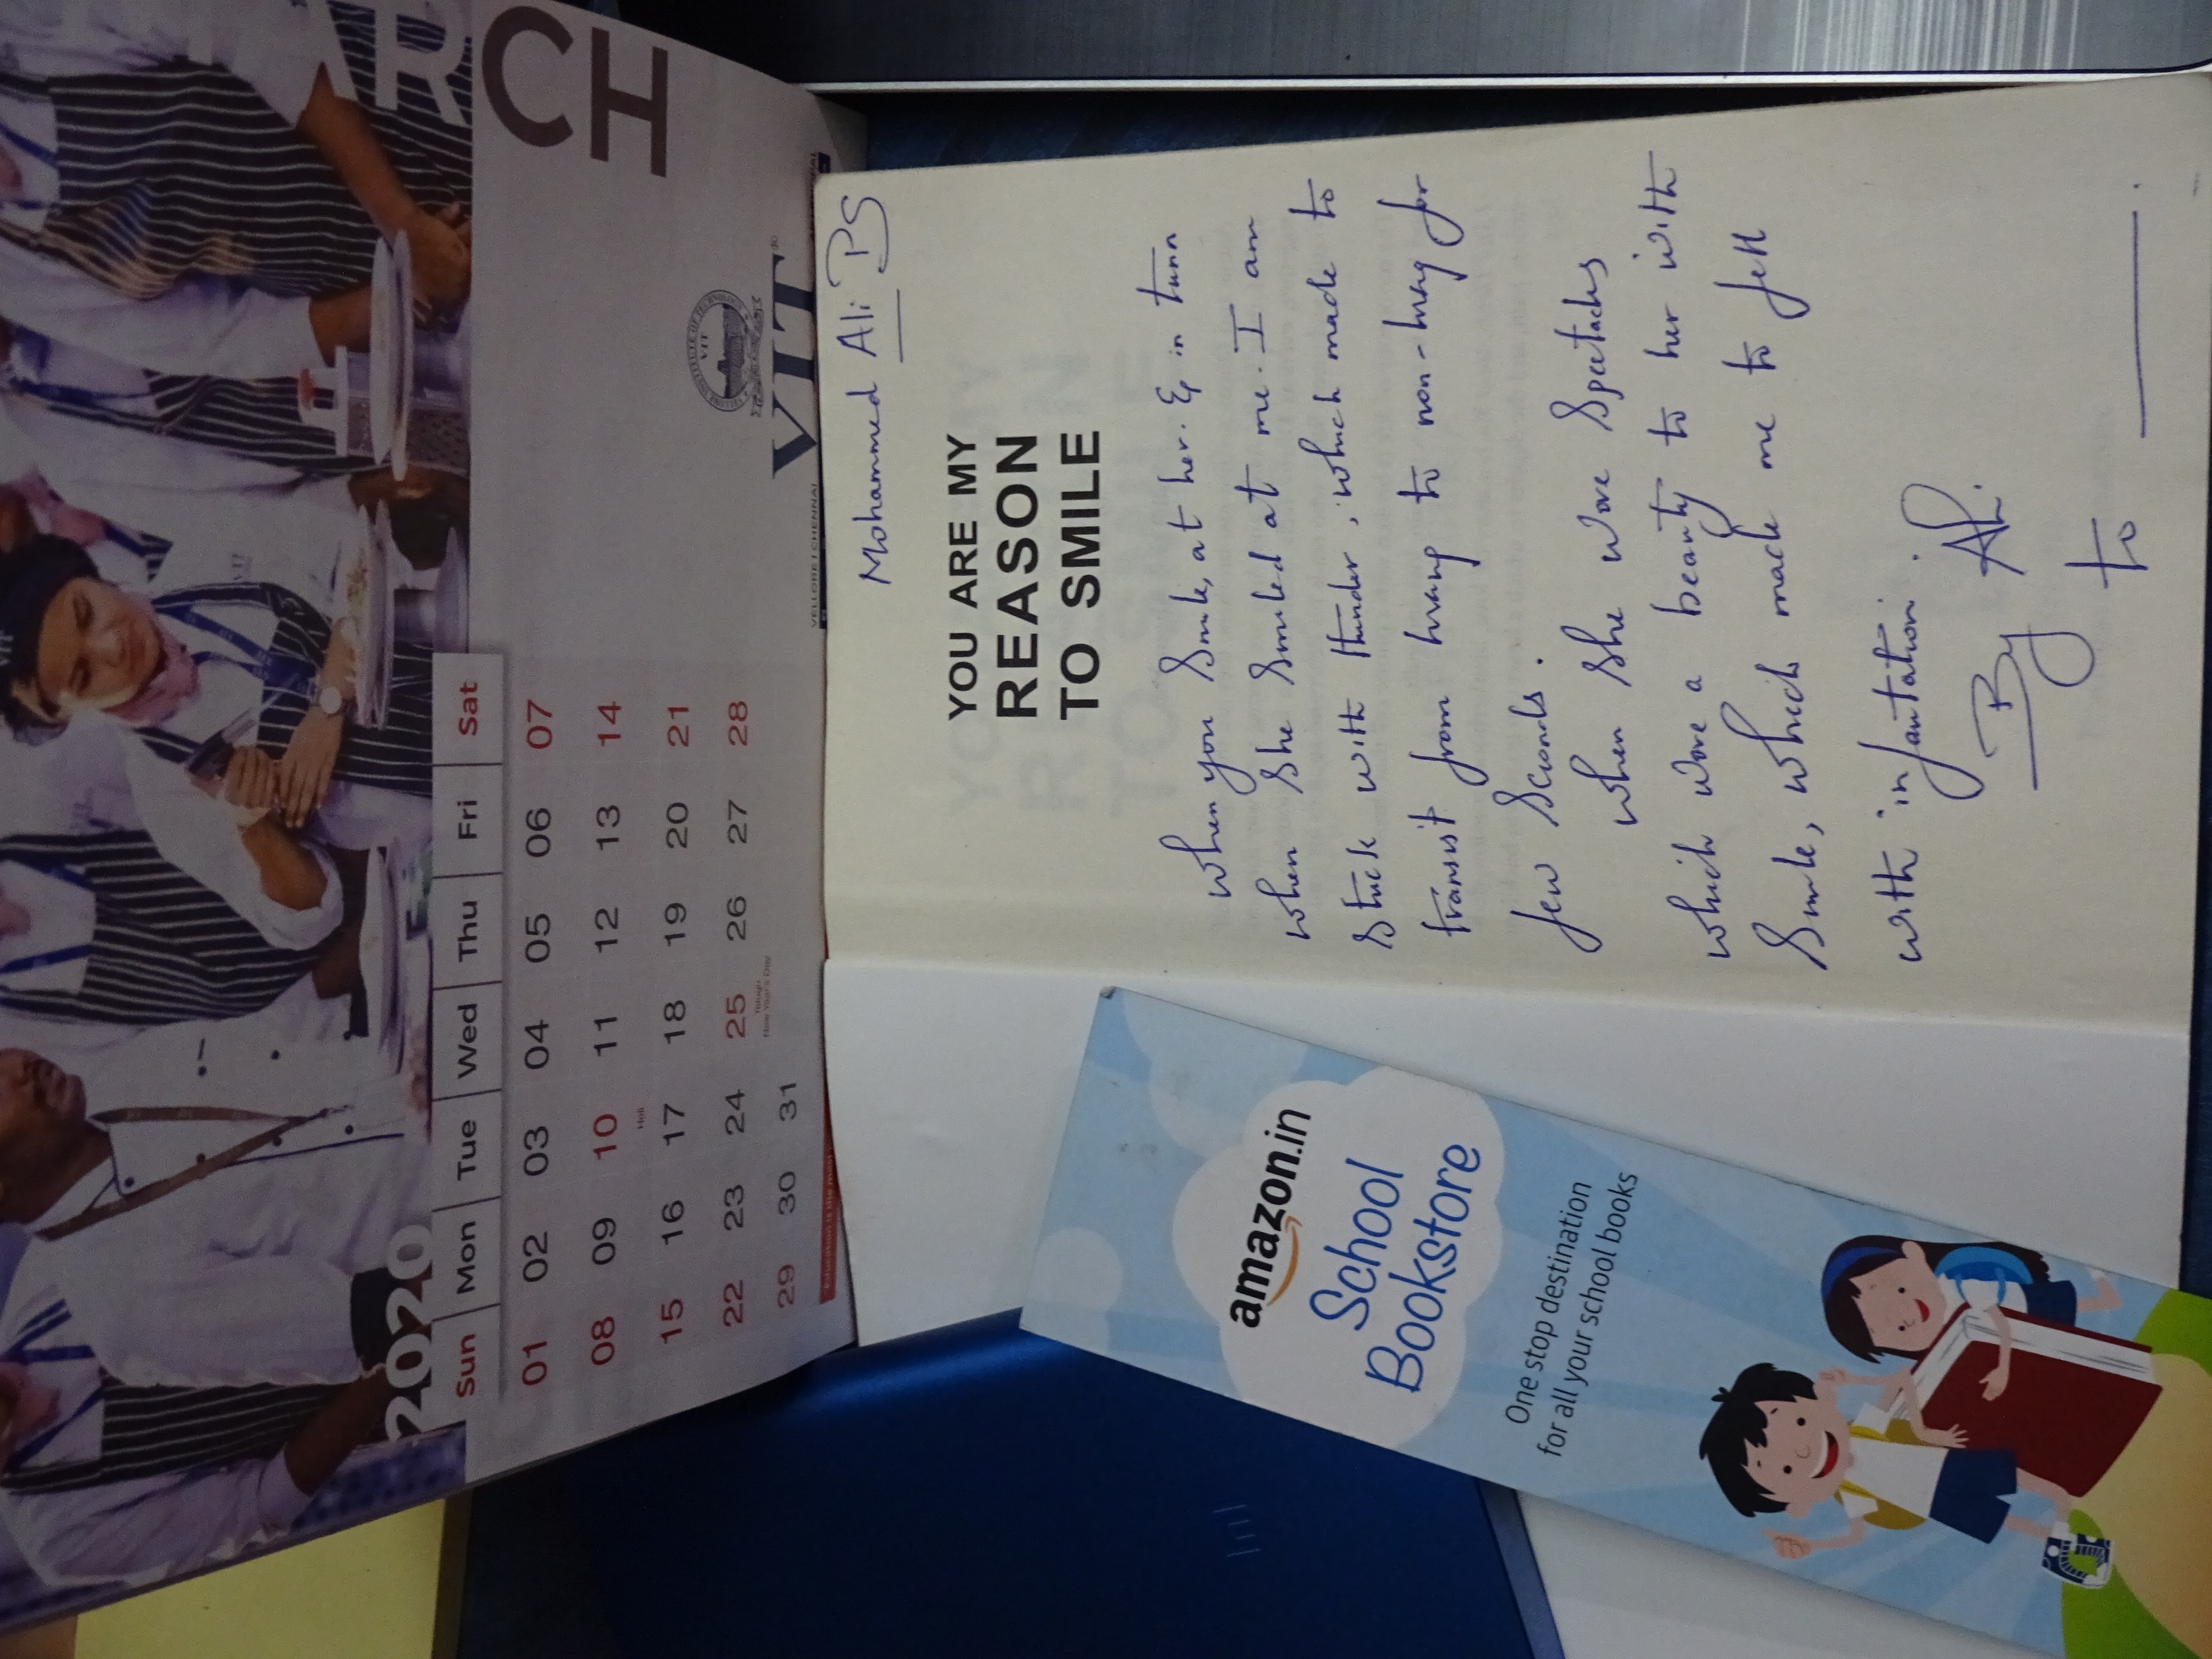 VIT
2020
RCH
Sun Mon Tue Wed Thu Fri Sat
01 02 03 04 05 06 07
08 09 10 11 12 13 14
Holi
15 16 17 18 19 20 21
22 23 24 25 26 27 28
Telugu
New Year's Day
29 30 31
Education is the most
VIT
VIT®
VELLORE | CHENNAI
Mohammed Ali PS
YOU ARE MY
REASON
TO SMILE
when you Smile, at her. & in turn
when She Smiled at me. I am
Stuck with thunder, which made to
transist from living to non-living for
few Seconds.
when She wore Spectacles
which wore a beauty to her with
Smile, which made me to fell
with infautation.
By Ali
to ______.
amazon.in
School
Bookstore
One stop destination
for all your school books